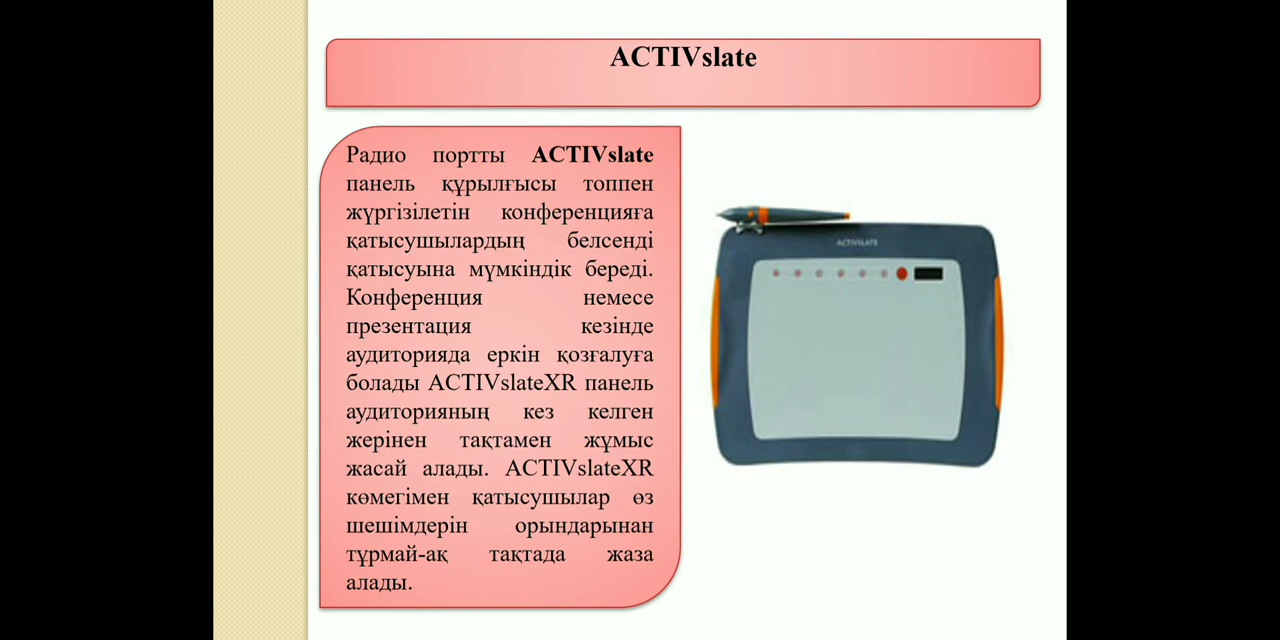 ACTIVslate
Радио портты ACTIVslate
панель құрылғысы топпен
жүргізілетін конференцияға
қатысушылардың белсенді
қатысуына мүмкіндік береді.
Конференция немесе
презентация кезінде
аудиторияда еркін қозғалуға
болады ACTIVslateXR панель
аудиторияның кез келген
жерінен тақтамен жұмыс
жасай алады. ACTIVslateXR
көмегімен қатысушылар өз
шешімдерін орындарынан
тұрмай-ақ тақтада жаза
алады.
ACTIVSLATE